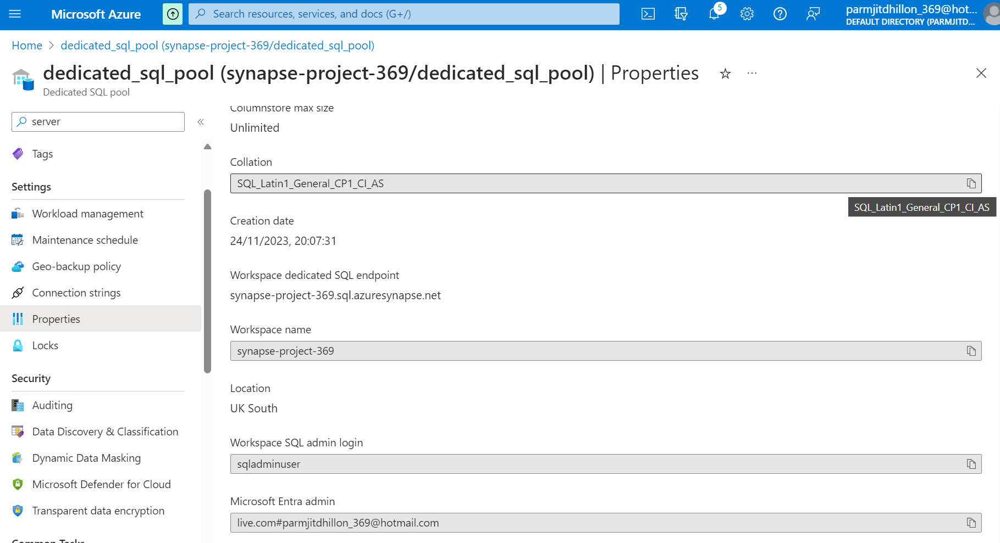 Microsoft Azure
Search resources, services, and docs (G+/)
5
parmjitdhillon_369@hot...
DEFAULT DIRECTORY (PARMJITD...
Home > dedicated_sql_pool (synapse-project-369/dedicated_sql_pool)
dedicated_sql_pool (synapse-project-369/dedicated_sql_pool) | Properties
Dedicated SQL pool
server
Tags
Settings
Workload management
Maintenance schedule
Geo-backup policy
Connection strings
Properties
Locks
Security
Auditing
Data Discovery & Classification
Dynamic Data Masking
Microsoft Defender for Cloud
Transparent data encryption
Common Tasks
Columnstore max size
Unlimited
Collation
SQL_Latin1_General_CP1_CI_AS
SQL_Latin1_General_CP1_CI_AS
Creation date
24/11/2023, 20:07:31
Workspace dedicated SQL endpoint
synapse-project-369.sql.azuresynapse.net
Workspace name
synapse-project-369
Location
UK South
Workspace SQL admin login
sqladminuser
Microsoft Entra admin
live.com#parmjitdhillon_369@hotmail.com